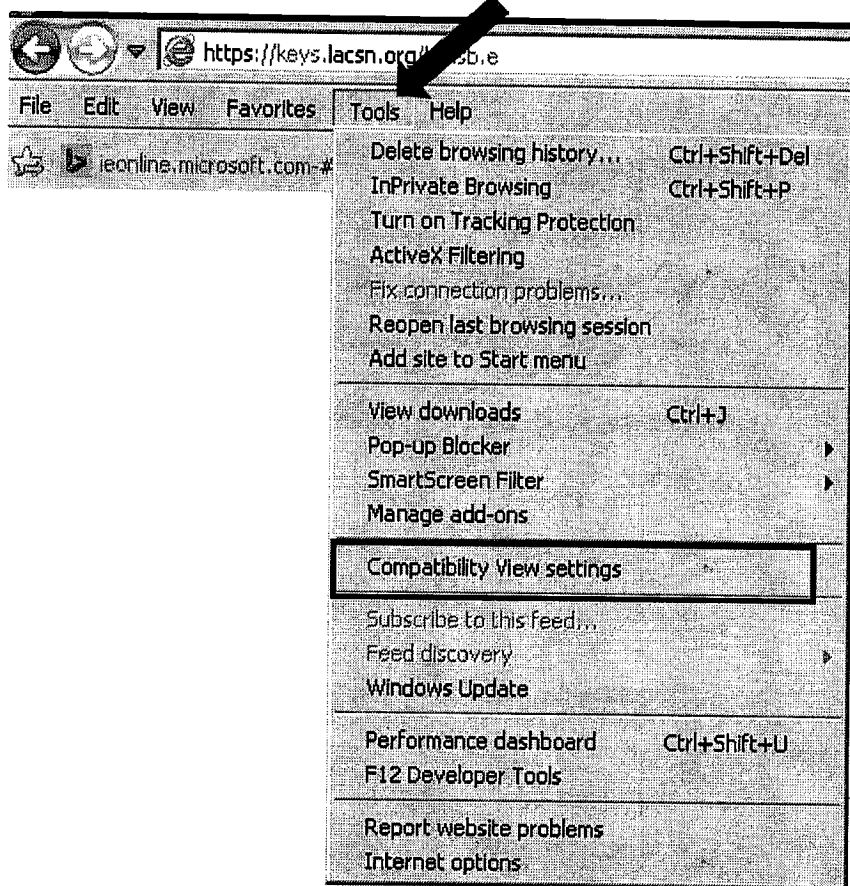 https://keys.lacsn.org/
File Edit View Favorites Tools Help
ieonline.microsoft.com-#
Delete browsing history... Ctrl+Shift+Del
InPrivate Browsing Ctrl+Shift+P
Turn on Tracking Protection
ActiveX Filtering
Fix connection problems...
Reopen last browsing session
Add site to Start menu
View downloads Ctrl+J
Pop-up Blocker
SmartScreen Filter
Manage add-ons
Compatibility View settings
Subscribe to this feed...
Feed discovery
Windows Update
Performance dashboard Ctrl+Shift+U
F12 Developer Tools
Report website problems
Internet options